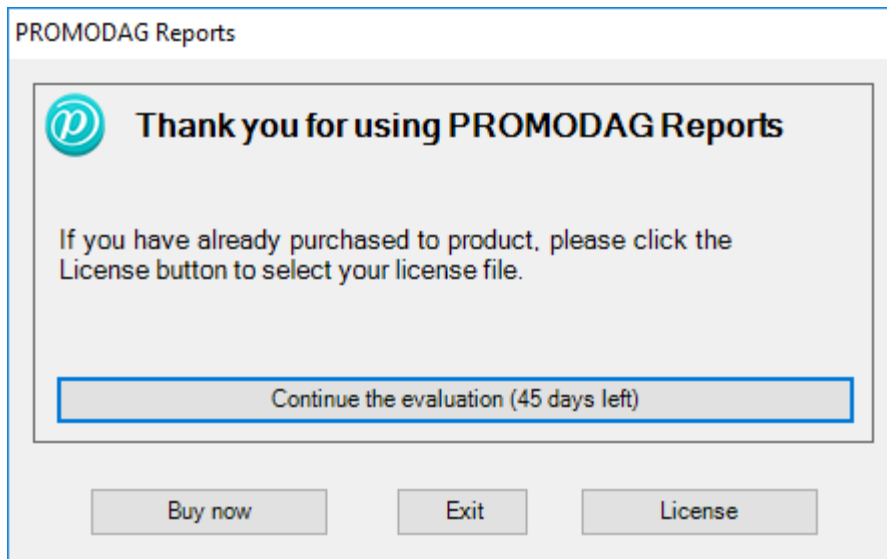 PROMODAG Reports
Thank you for using PROMODAG Reports
If you have already purchased to product, please click the
License button to select your license file.
Continue the evaluation (45 days left)
Buy now
Exit
License